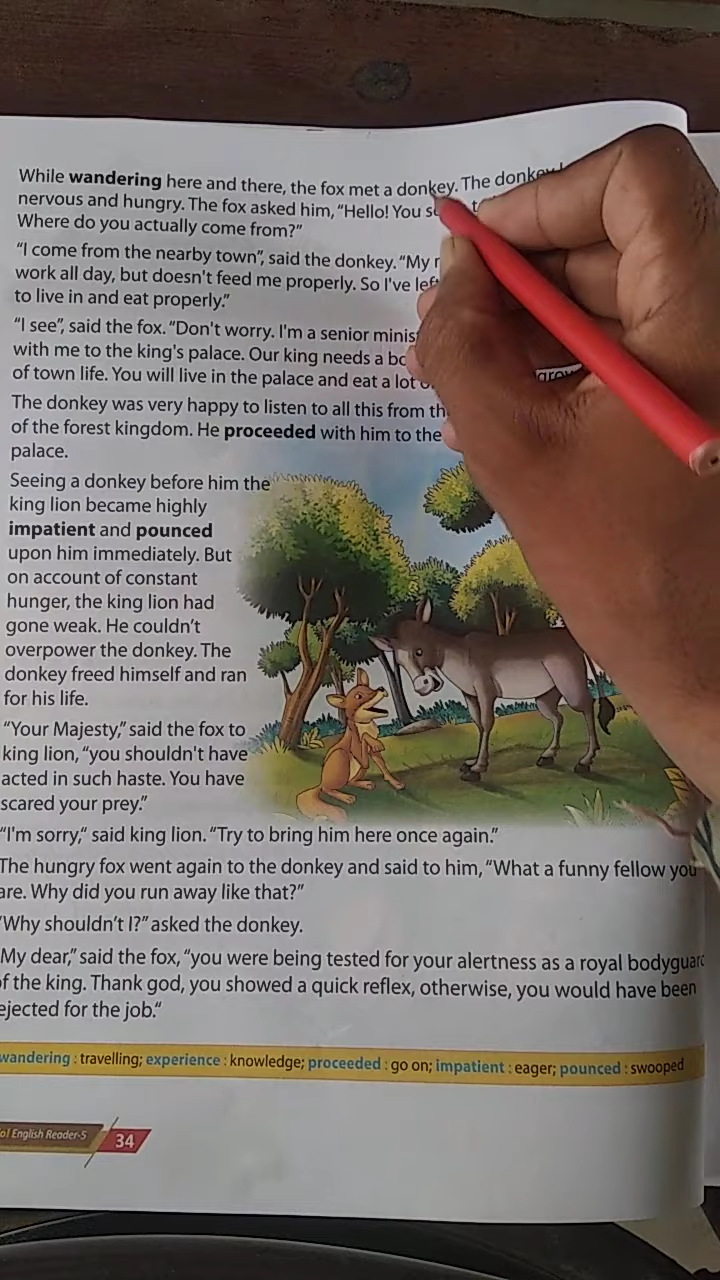 While wandering here and there, the fox met a donkey. The donkey
nervous and hungry. The fox asked him, “Hello! You
Where do you actually come from?”
“I come from the nearby town”, said the donkey. “My
work all day, but doesn't feed me properly. So I've
to live in and eat properly.”
“I see”, said the fox. “Don't worry. I'm a senior
with me to the king's palace. Our king needs a
of town life. You will live in the palace and eat a lot
The donkey was very happy to listen to all this from
of the forest kingdom. He proceeded with him to the
palace.
Seeing a donkey before him the
king lion became highly
impatient and pounced
upon him immediately. But
on account of constant
hunger, the king lion had
gone weak. He couldn't
overpower the donkey. The
donkey freed himself and ran
for his life.
“Your Majesty,” said the fox to
king lion, “you shouldn't have
acted in such haste. You have
scared your prey.”
“I'm sorry,” said king lion. “Try to bring him here once again.”
The hungry fox went again to the donkey and said to him, “What a funny fellow you
are. Why did you run away like that?”
“Why shouldn't I?” asked the donkey.
My dear,” said the fox, “you were being tested for your alertness as a royal bodyguard
of the king. Thank god, you showed a quick reflex, otherwise, you would have been
ejected for the job.“
wandering : travelling; experience : knowledge; proceeded : go on; impatient : eager; pounced : swooped
English Reader-5
34